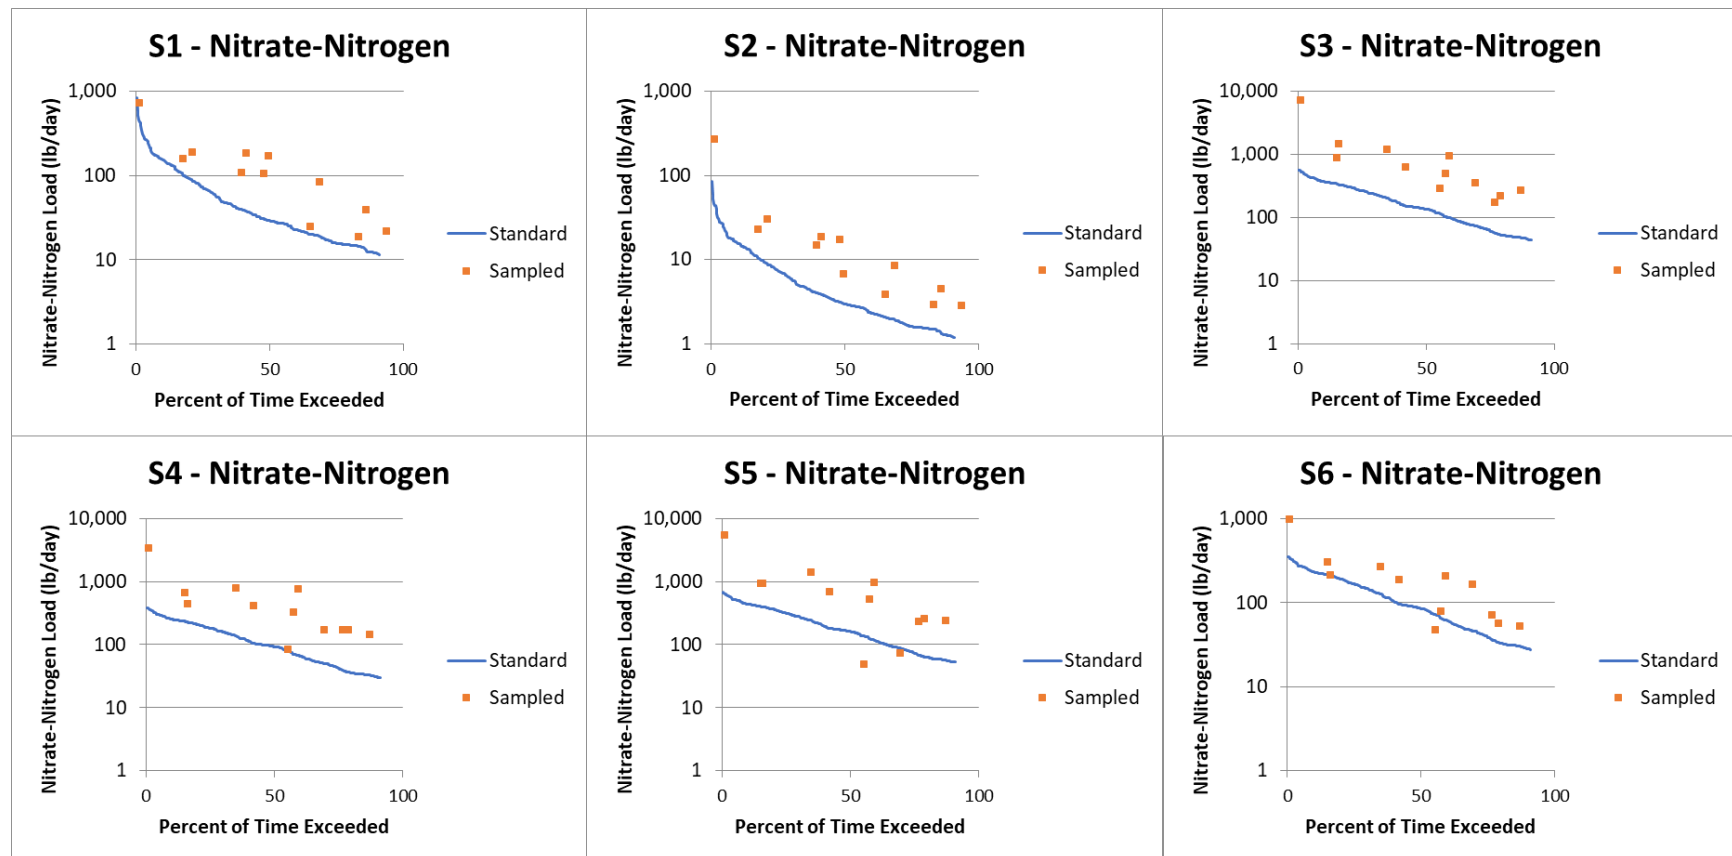 S1 - Nitrate-Nitrogen
Nitrate-Nitrogen Load (lb/day)
1,000
100
10
1
0
50
100
Percent of Time Exceeded
Standard
Sampled
S2 - Nitrate-Nitrogen
Nitrate-Nitrogen Load (lb/day)
1,000
100
10
1
0
50
100
Percent of Time Exceeded
Standard
Sampled
S3 - Nitrate-Nitrogen
Nitrate-Nitrogen Load (lb/day)
10,000
1,000
100
10
1
0
50
100
Percent of Time Exceeded
Standard
Sampled
S4 - Nitrate-Nitrogen
Nitrate-Nitrogen Load (lb/day)
10,000
1,000
100
10
1
0
50
100
Percent of Time Exceeded
Standard
Sampled
S5 - Nitrate-Nitrogen
Nitrate-Nitrogen Load (lb/day)
10,000
1,000
100
10
1
0
50
100
Percent of Time Exceeded
Standard
Sampled
S6 - Nitrate-Nitrogen
Nitrate-Nitrogen Load (lb/day)
1,000
100
10
1
0
50
100
Percent of Time Exceeded
Standard
Sampled